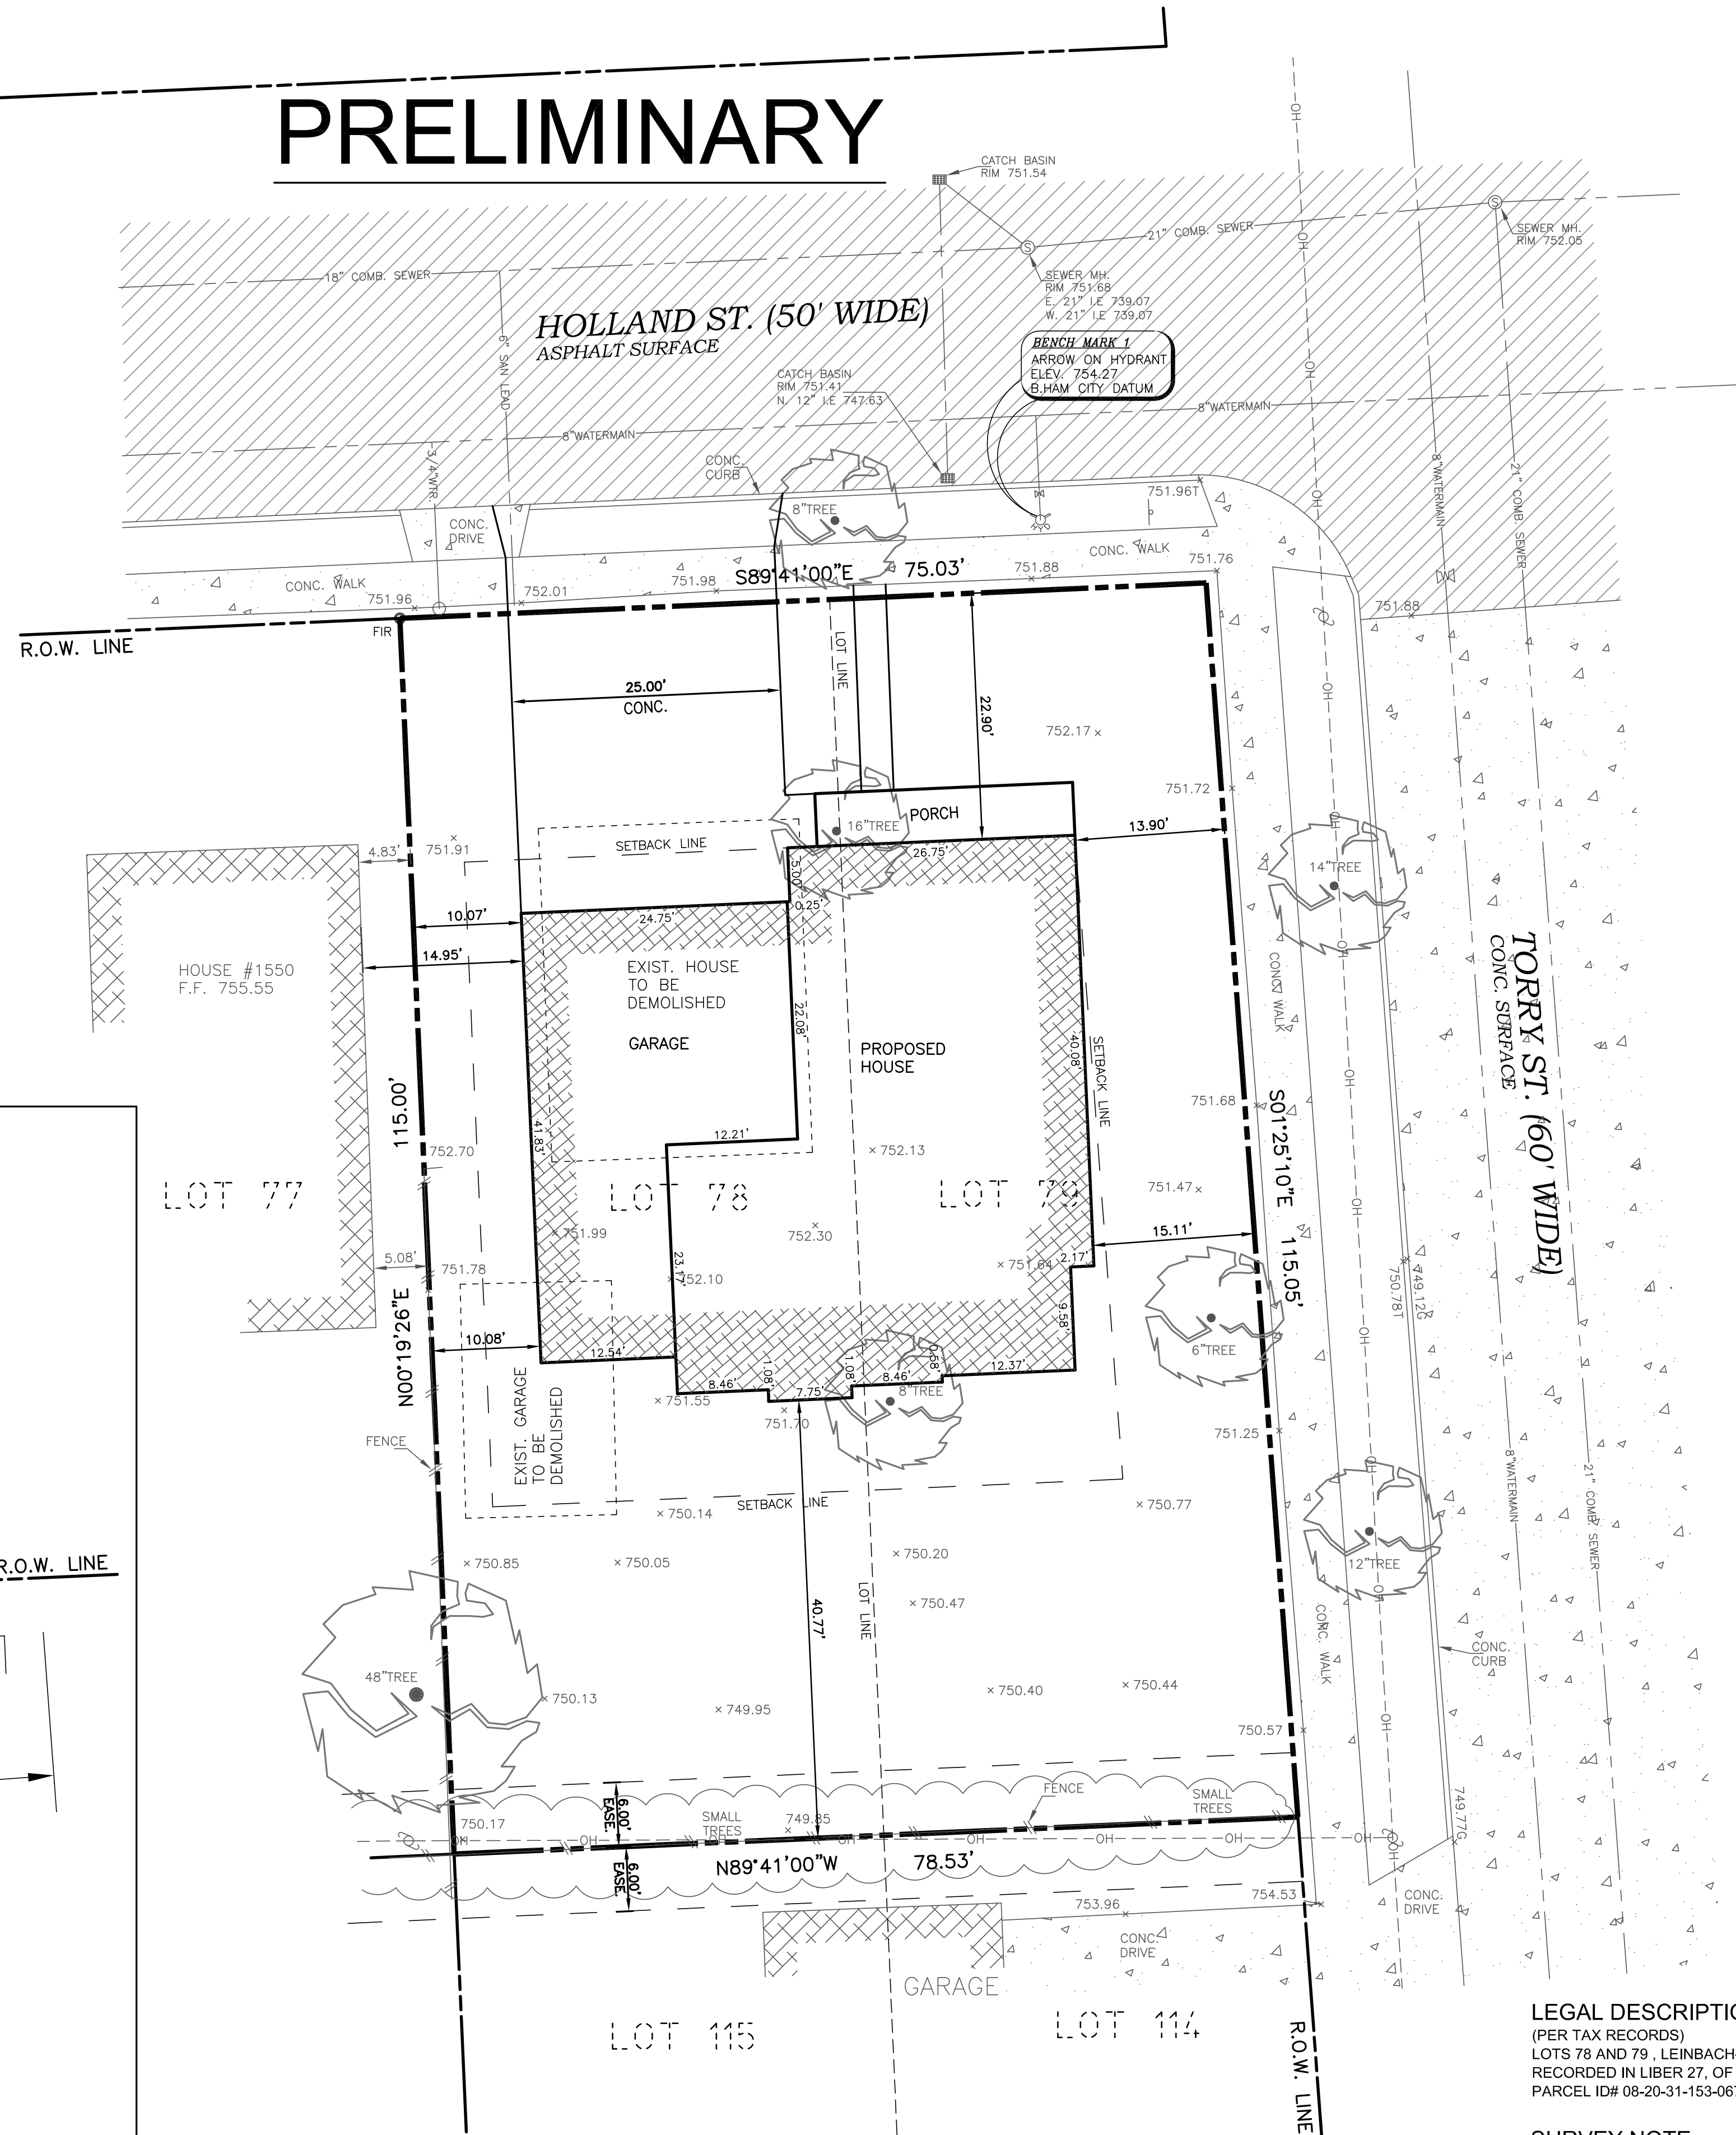 PRELIMINARY
CATCH BASIN
RIM 751.54
OH
21" COMB. SEWER
S
S
SEWER MH.
RIM 752.05
18" COMB. SEWER
SEWER MH.
RIM 751.68
E. 21" I.E 739.07
W. 21" I.E 739.07
HOLLAND ST. (50' WIDE)
ASPHALT SURFACE
6" SAN LEAD
BENCH MARK 1
ARROW ON HYDRANT
ELEV. 754.27
B.HAM CITY DATUM
CATCH BASIN
RIM 751.41
N. 12" I.E 747.63
8"WATERMAIN
8"WATERMAIN
3/4"WTR.
CONC.
CURB
8"WATERMAIN
21" COMB. SEWER
751.96T
8"TREE
CONC.
DRIVE
CONC. WALK
751.76
CONC. WALK
751.96
752.01
751.98
S89°41'00"E 75.03'
751.88
751.88
FIR
R.O.W. LINE
LOT LINE
25.00'
CONC.
22.90'
752.17
751.72
PORCH
16"TREE
SETBACK LINE
13.90'
26.75'
4.83'
751.91
5.00'
0.25'
14"TREE
10.07'
24.75'
14.95'
HOUSE #1550
F.F. 755.55
EXIST. HOUSE
TO BE
DEMOLISHED
GARAGE
22.08'
PROPOSED
HOUSE
40.08'
SETBACK LINE
CONC. WALK
TORRY ST. (60' WIDE)
CONC. SURFACE
115.00'
N00°19'26"E
41.83'
12.21'
752.13
751.68
S01°25'10"E 115.05'
752.70
LOT 77
LOT 78
LOT 79
751.47
751.99
752.30
15.11'
5.08'
751.78
23.17'
752.10
751.64
2.17'
750.78T
749.12G
9.58'
6"TREE
10.08'
12.54'
1.08'
1.08'
0.58'
8.46'
7.75'
8.46'
12.37'
8"TREE
751.55
751.70
EXIST. GARAGE
TO BE
DEMOLISHED
FENCE
751.25
SETBACK LINE
750.14
750.77
8"WATERMAIN
21" COMB. SEWER
R.O.W. LINE
750.85
750.05
750.20
12"TREE
750.47
40.77'
LOT LINE
CONC. WALK
CONC.
CURB
48"TREE
750.13
749.95
750.40
750.44
750.57
FENCE
SMALL
TREES
6.00'
EASE.
SMALL
TREES
749.85
750.17
749.77G
OH
N89°41'00"W 78.53'
6.00'
EASE.
754.53
753.96
CONC.
DRIVE
CONC.
DRIVE
GARAGE
LOT 115
LOT 114
R.O.W. LINE
(PER TAX RECORDS)
LOTS 78 AND 79 ,
RECORDED IN LIBER 27, OF
PARCEL ID#
LEGAL